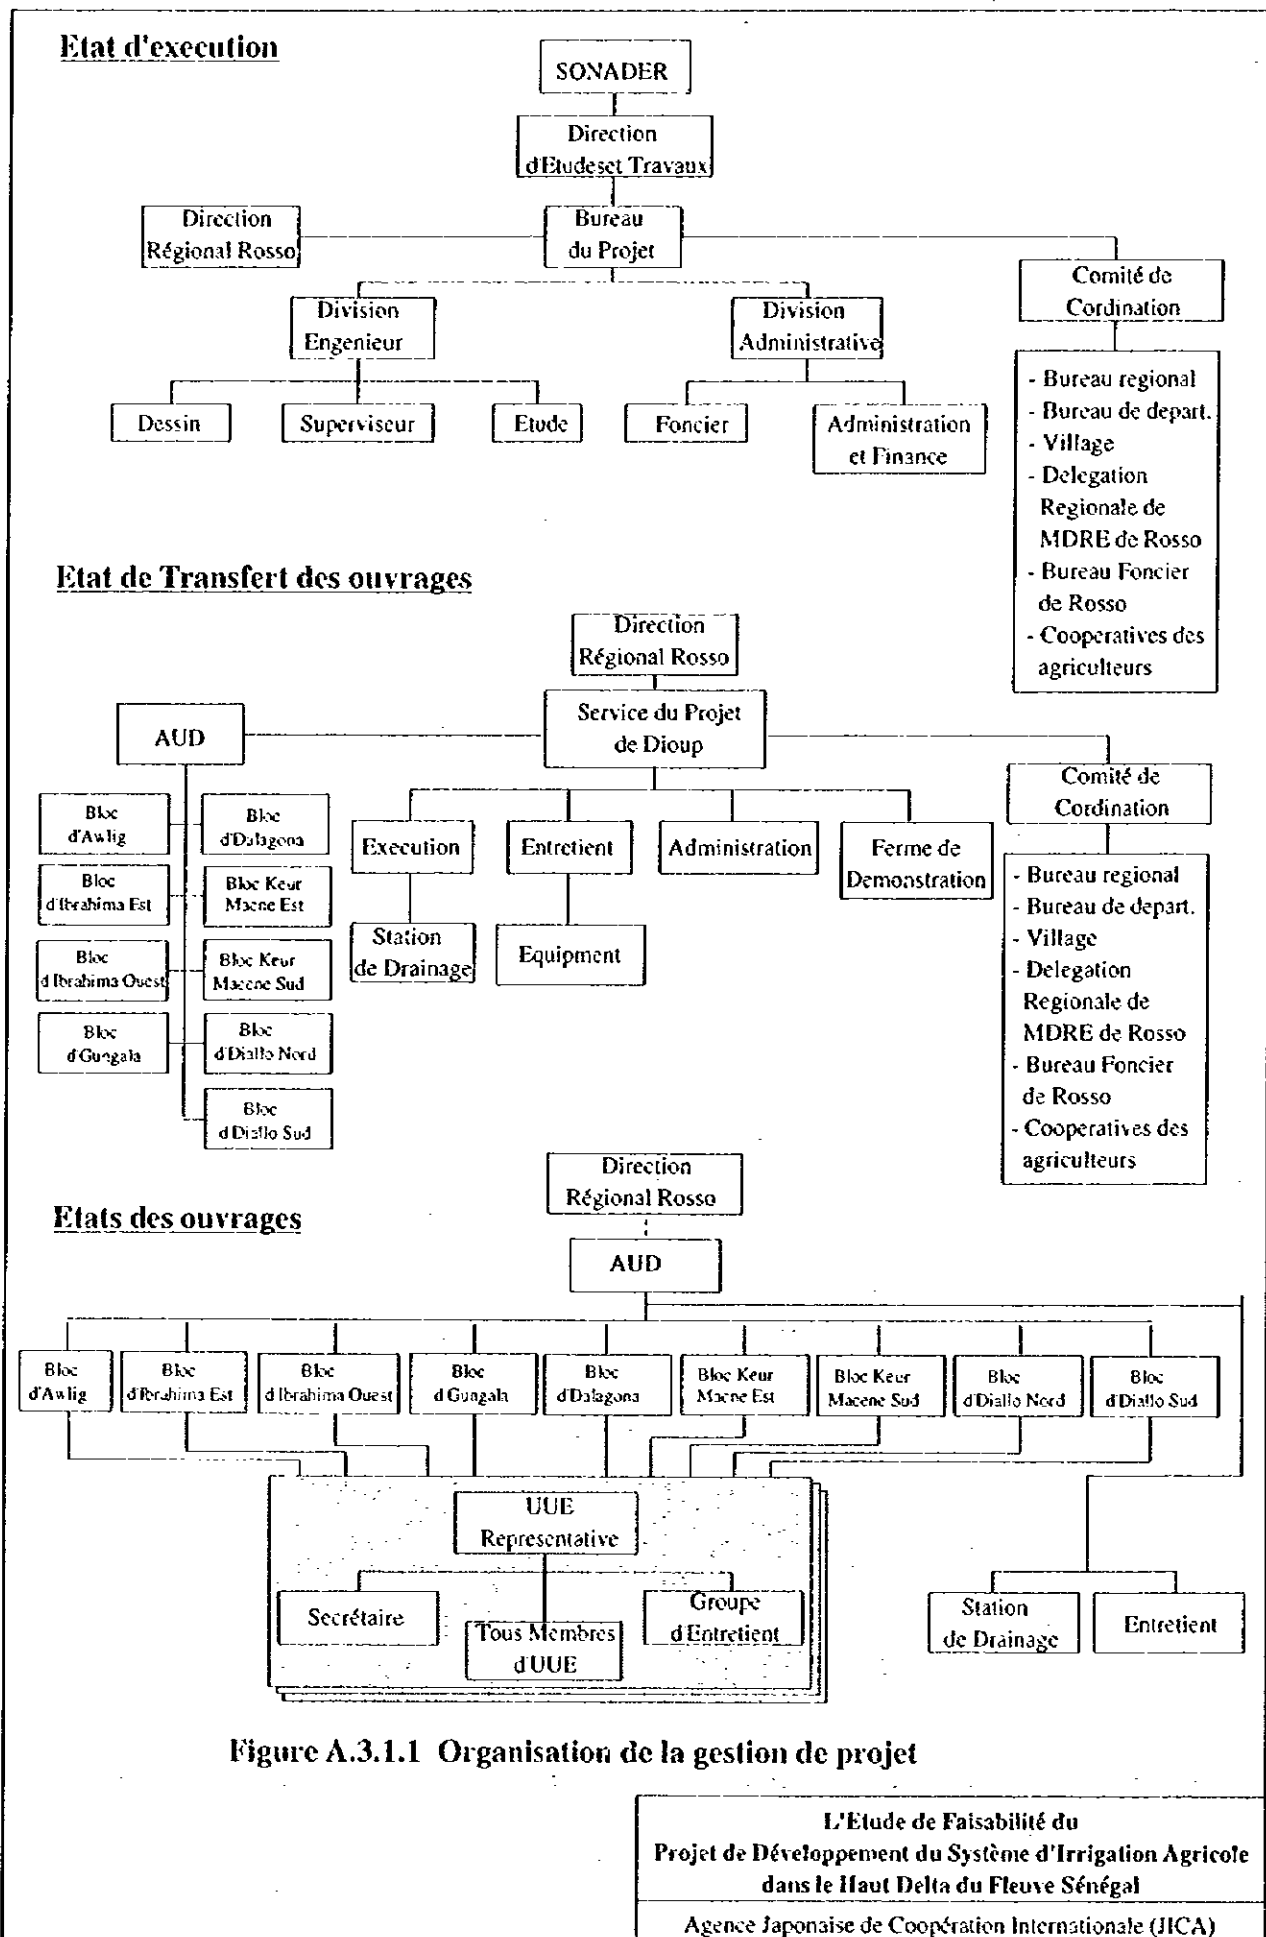 Etat d'execution
SONADER
Direction
d'Etudeset Travaux
Direction
Régional Rosso
Bureau
du Projet
Comité de
Cordination
Division
Engenieur
Division
Administrative
Dessin
Superviseur
Etude
Foncier
Administration
et Finance
- Bureau regional
- Bureau de depart.
- Village
- Delegation
Regionale de
MDRE de Rosso
- Bureau Foncier
de Rosso
- Cooperatives des
agriculteurs
Etat de Transfert des ouvrages
Direction
Régional Rosso
AUD
Service du Projet
de Dioup
Comité de
Cordination
Bloc
d'Awlig
Bloc
d'Dalagona
Bloc
d'Ibrahima Est
Bloc Keur
Macne Est
Bloc
d'Ibrahima Ouest
Bloc Keur
Macene Sud
Bloc
d'Gungala
Bloc
d'Diallo Nord
Bloc
d'Diallo Sud
Execution
Entretient
Administration
Ferme de
Demonstration
Station
de Drainage
Equipment
- Bureau regional
- Bureau de depart.
- Village
- Delegation
Regionale de
MDRE de Rosso
- Bureau Foncier
de Rosso
- Cooperatives des
agriculteurs
Etats des ouvrages
Direction
Régional Rosso
AUD
Bloc
d'Awlig
Bloc
d'Ibrahima Est
Bloc
d'Ibrahima Ouest
Bloc
d'Gungala
Bloc
d'Dalagona
Bloc Keur
Macne Est
Bloc Keur
Macene Sud
Bloc
d'Diallo Nord
Bloc
d'Diallo Sud
UUE
Representative
Secrétaire
Tous Membres
d'UUE
Groupe
d'Entretient
Station
de Drainage
Entretient
Figure A.3.1.1 Organisation de la gestion de projet
L'Etude de Faisabilité du
Projet de Développement du Système d'Irrigation Agricole
dans le Haut Delta du Fleuve Sénégal
Agence Japonaise de Coopération Internationale (JICA)